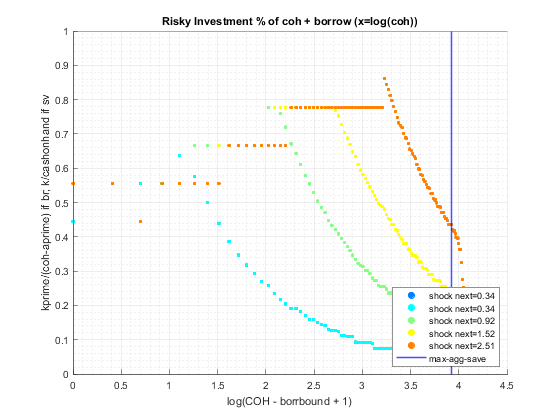 Risky Investment % of coh + borrow (x=log(coh))
kprime/(coh-aprime) if br, k/cashonhand if sv
1
0.9
0.8
0.7
0.6
0.5
0.4
0.3
0.2
0.1
0
shock next=0.34
shock next=0.34
shock next=0.92
shock next=1.52
shock next=2.51
max-agg-save
0 0.5 1 1.5 2 2.5 3 3.5 4 4.5
log(COH - borrbound + 1)